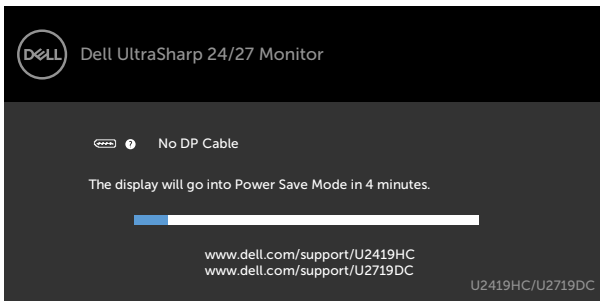 DELL
Dell UltraSharp 24/27 Monitor
? No DP Cable
The display will go into Power Save Mode in 4 minutes.
www.dell.com/support/U2419HC
www.dell.com/support/U2719DC
U2419HC/U2719DC